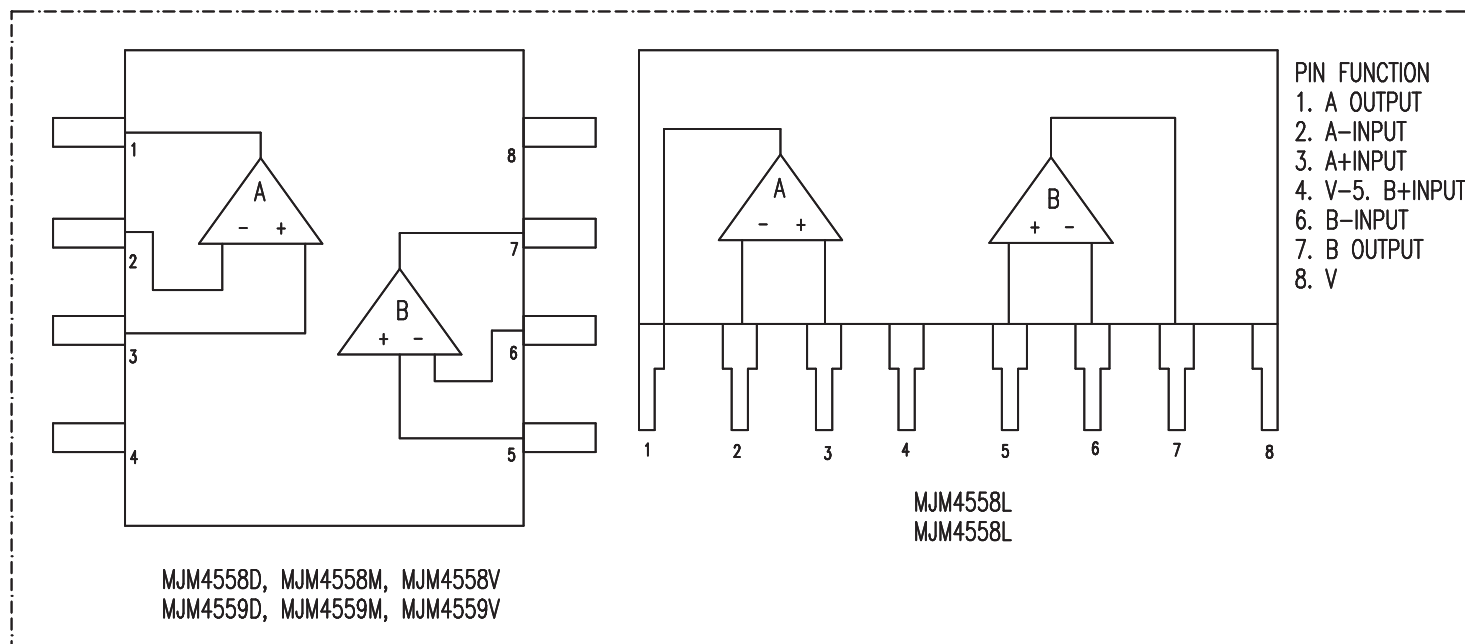 1
2
3
4
8
7
6
5
A
- +
B
+ -
MJM4558D, MJM4558M, MJM4558V
MJM4559D, MJM4559M, MJM4559V
A
- +
B
+ -
1 2 3 4 5 6 7 8
MJM4558L
MJM4558L
PIN FUNCTION
1. A OUTPUT
2. A-INPUT
3. A+INPUT
4. V-5. B+INPUT
6. B-INPUT
7. B OUTPUT
8. V